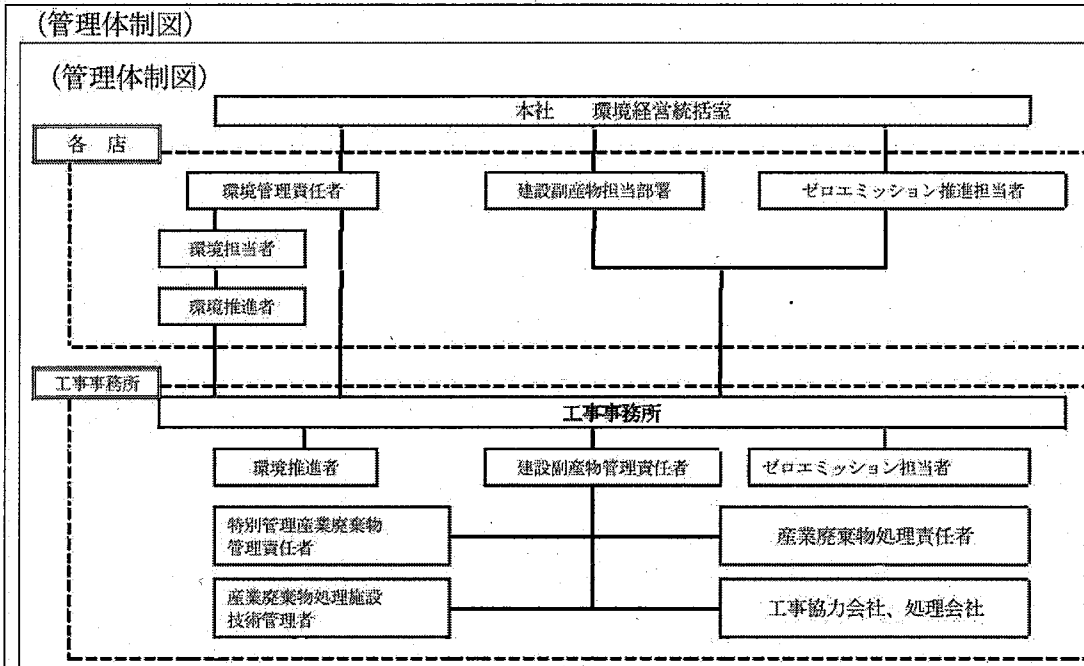 (管理体制図)
(管理体制図)
本社　環境経営統括室
各　店
環境管理責任者
建設副産物担当部署
ゼロエミッション推進担当者
環境担当者
環境推進者
工事事務所
工事事務所
環境推進者
建設副産物管理責任者
ゼロエミッション担当者
特別管理産業廃棄物
管理責任者
産業廃棄物処理責任者
産業廃棄物処理施設
技術管理者
工事協力会社、処理会社